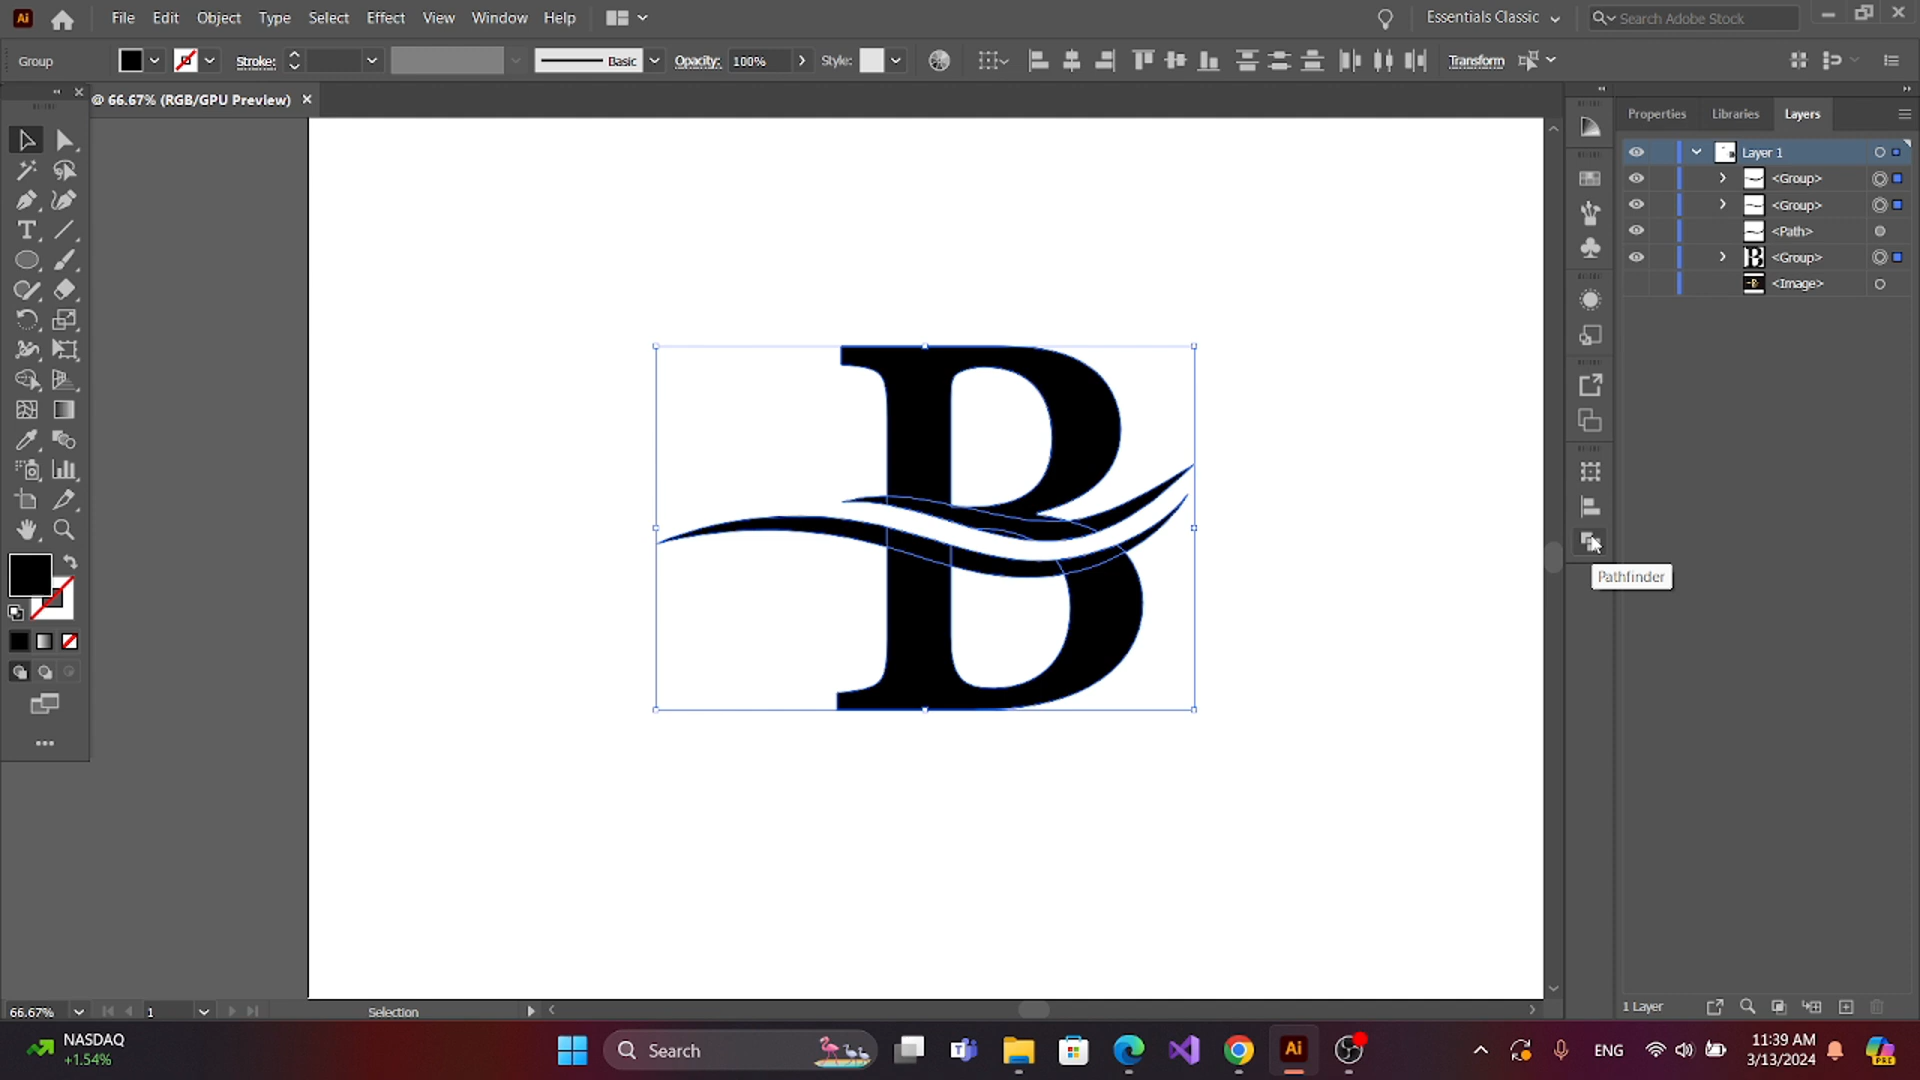 Ai File Edit Object Type Select Effect View Window Help Essentials Classic Search Adobe Stock
Group Stroke: Basic Opacity: 100% Style: Transform
@ 66.67% (RGB/GPU Preview) ×
Properties Libraries Layers
Layer 1
<Group>
<Group>
<Path>
<Group>
<Image>
B
Pathfinder
66.67% 1 Selection 1 Layer
NASDAQ
+1.54%
Search
Ai
ENG
11:39 AM
3/13/2024
PRE